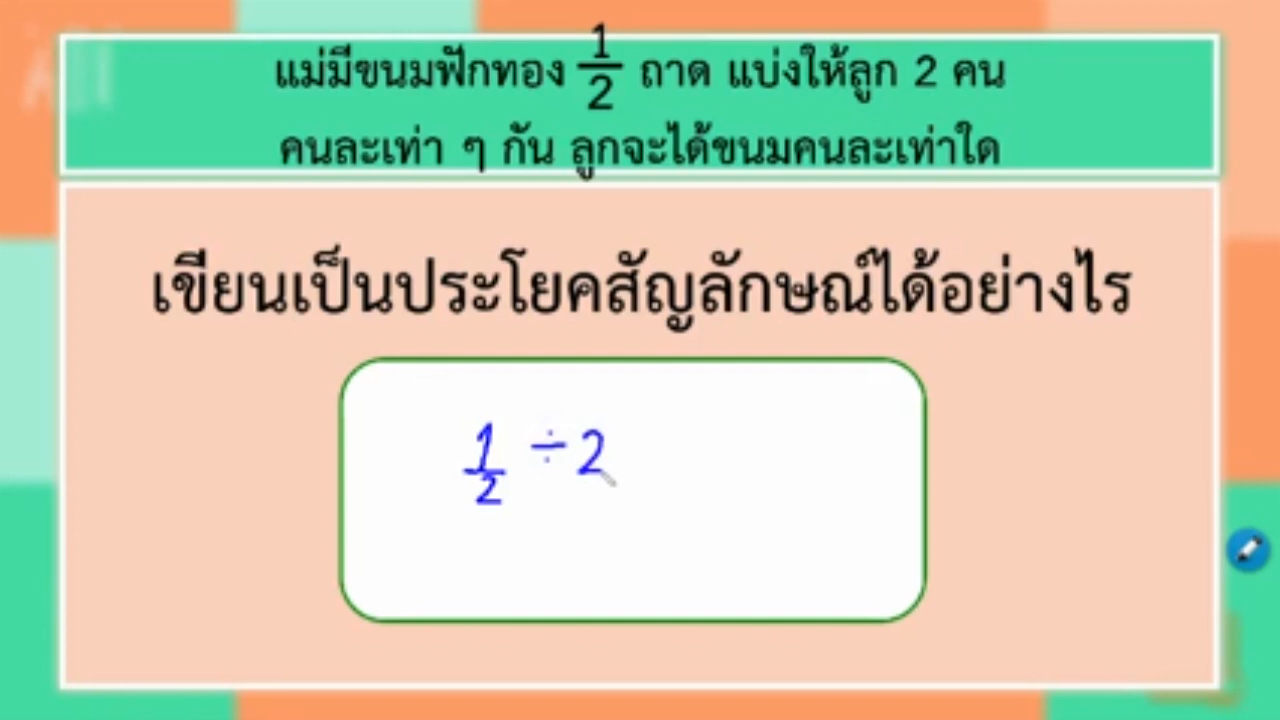 แม่มีขนมฟักทอง 1/2 ถาด แบ่งให้ลูก 2 คน
คนละเท่า ๆ กัน ลูกจะได้ขนมคนละเท่าใด
เขียนเป็นประโยคสัญลักษณ์ได้อย่างไร
1/2 ÷ 2